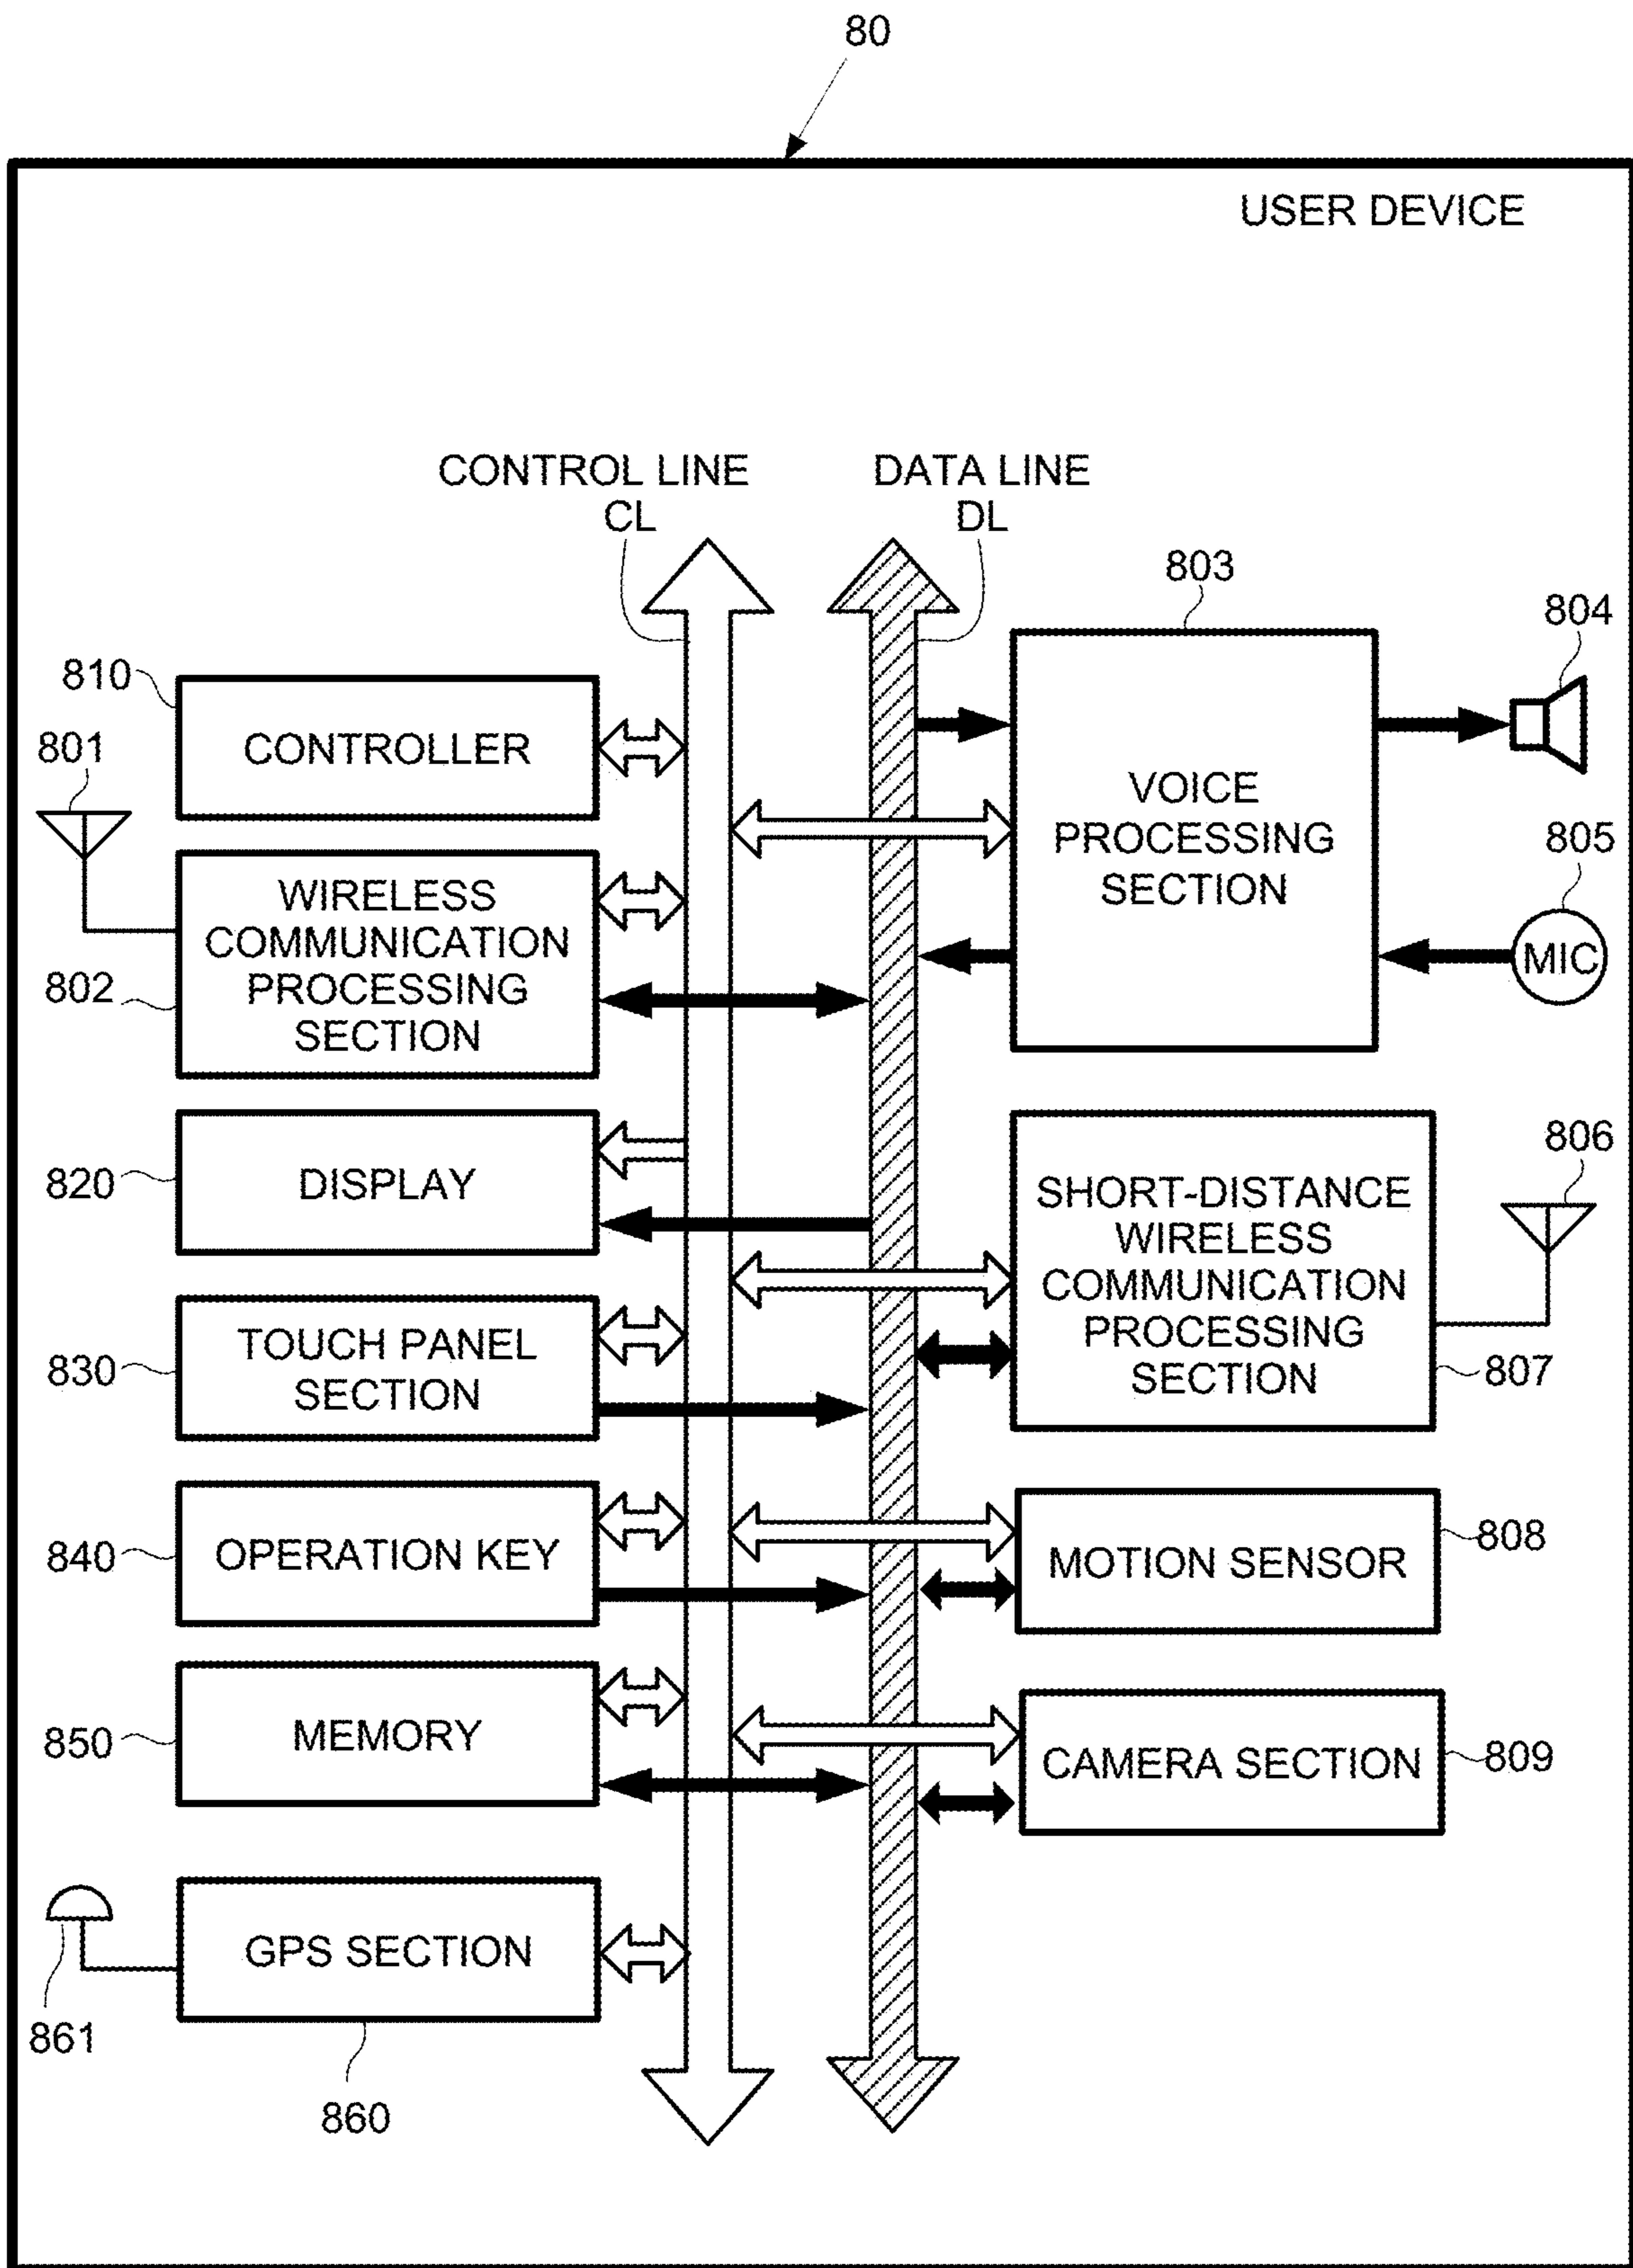 80
USER DEVICE
CONTROL LINE
CL
DATA LINE
DL
803
804
810
CONTROLLER
801
VOICE
PROCESSING
SECTION
805
MIC
WIRELESS
COMMUNICATION
PROCESSING
SECTION
802
820
DISPLAY
806
SHORT-DISTANCE
WIRELESS
COMMUNICATION
PROCESSING
SECTION
807
830
TOUCH PANEL
SECTION
840
OPERATION KEY
MOTION SENSOR
808
850
MEMORY
CAMERA SECTION
809
GPS SECTION
861
860